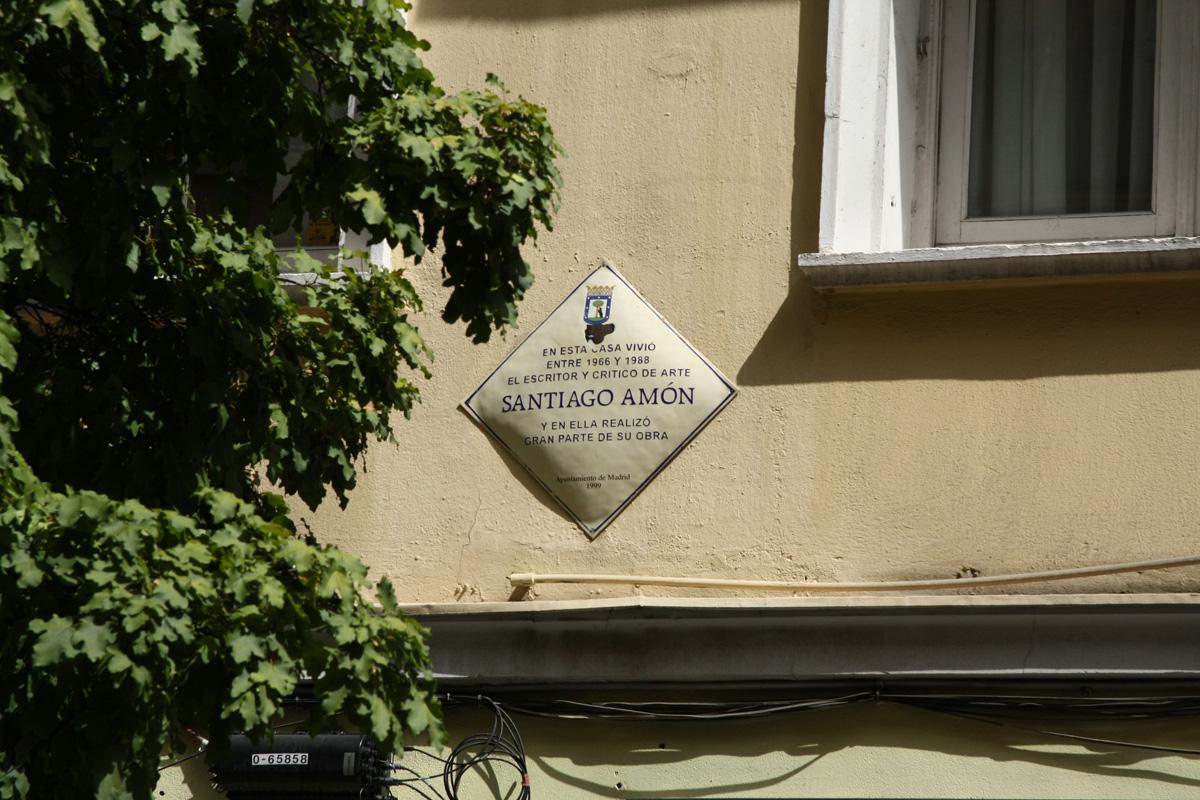 EN ESTA CASA VIVIÓ
ENTRE 1966 Y 1988
EL ESCRITOR Y CRITICO DE ARTE
SANTIAGO AMÓN
Y EN ELLA REALIZÓ
GRAN PARTE DE SU OBRA
Ayuntamiento de Madrid
1999
0-65858